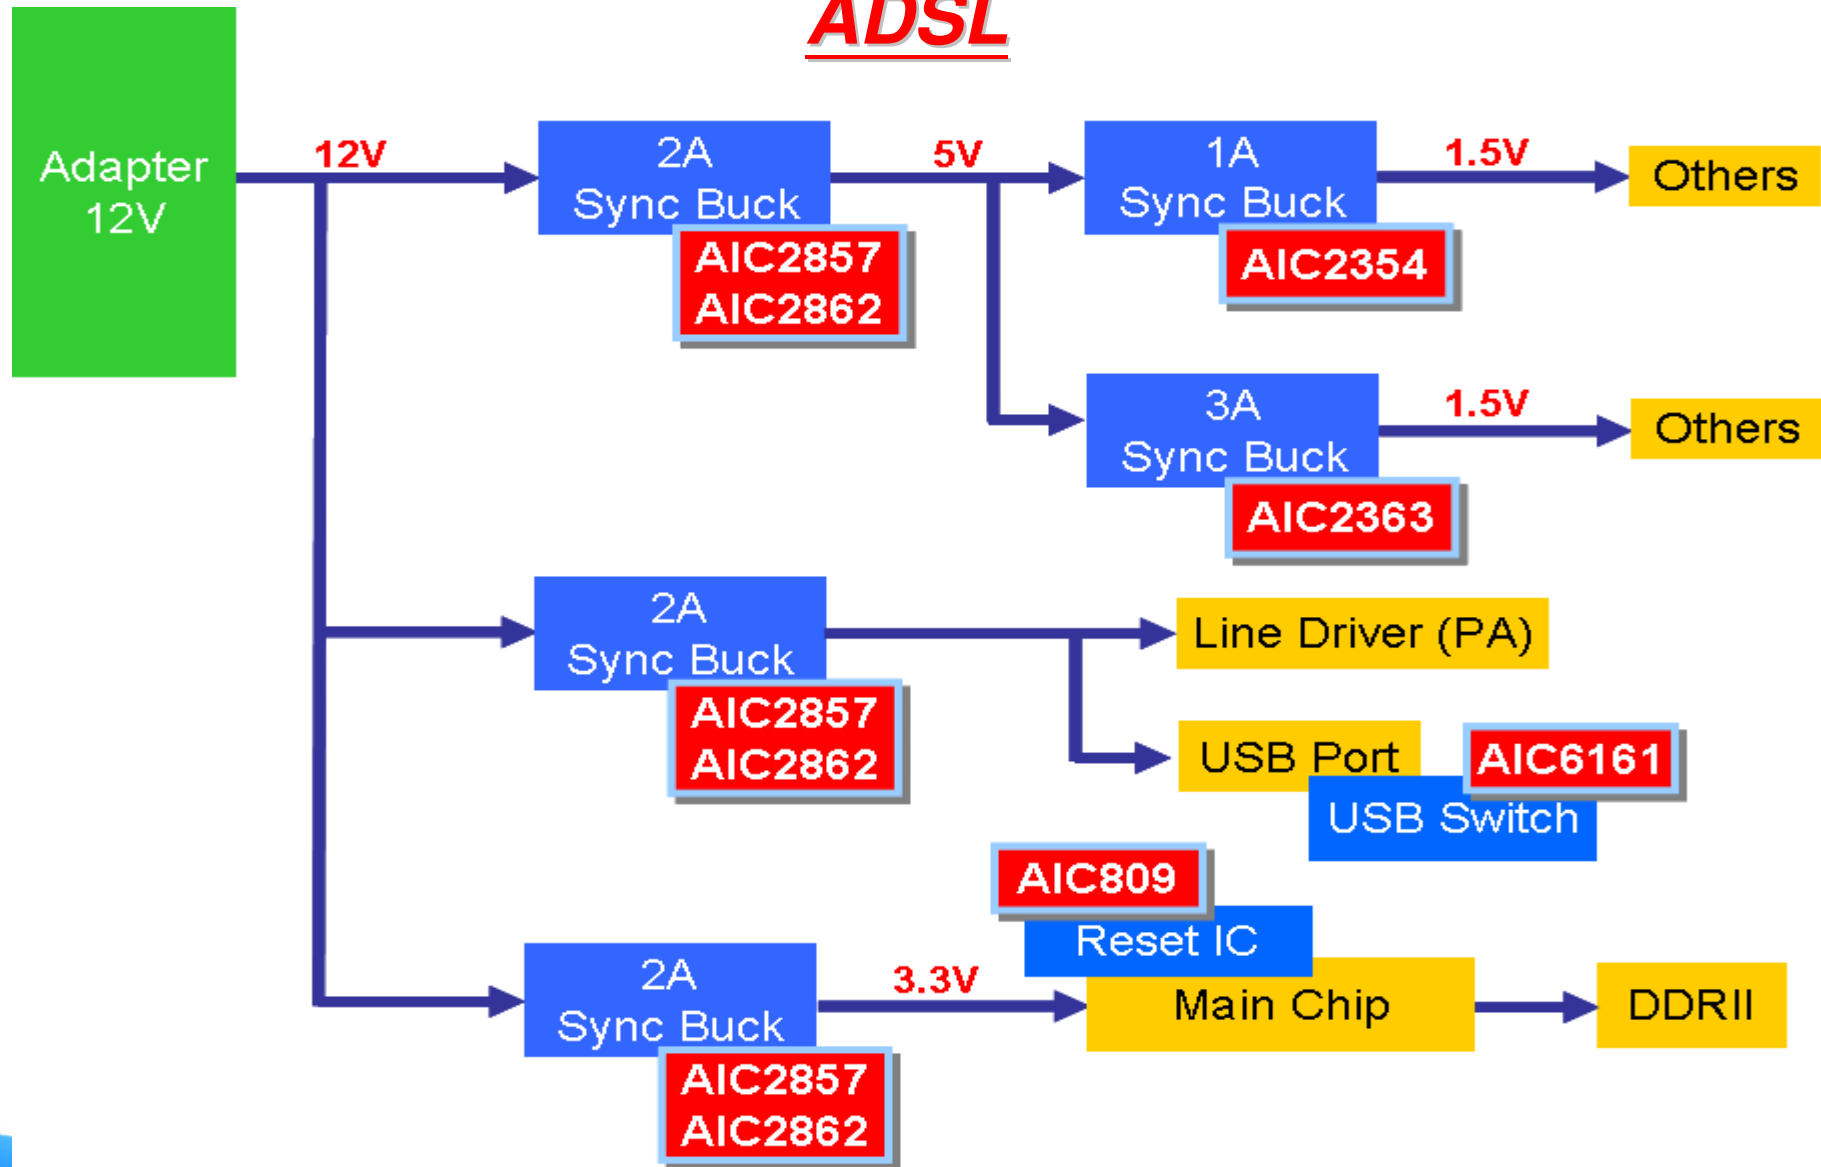 ADSL
Adapter
12V
12V
2A
Sync Buck
AIC2857
AIC2862
5V
1A
Sync Buck
AIC2354
1.5V
Others
3A
Sync Buck
AIC2363
1.5V
Others
2A
Sync Buck
AIC2857
AIC2862
Line Driver (PA)
USB Port
AIC6161
USB Switch
AIC809
Reset IC
2A
Sync Buck
AIC2857
AIC2862
3.3V
Main Chip
DDRII